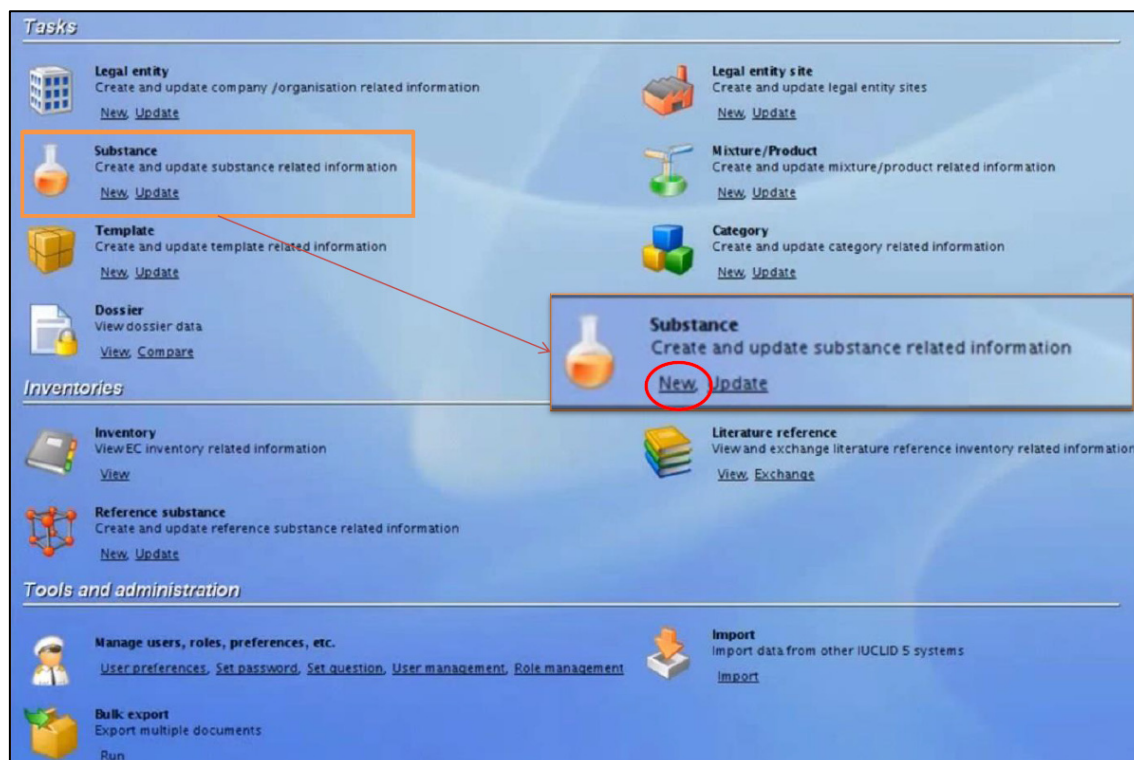 Tasks
Legal entity
Create and update company /organisation related information
New, Update
Legal entity site
Create and update legal entity sites
New, Update
Substance
Create and update substance related information
New, Update
Mixture/Product
Create and update mixture/product related information
New, Update
Template
Create and update template related information
New, Update
Category
Create and update category related information
New, Update
Dossier
View dossier data
View, Compare
Substance
Create and update substance related information
New, Update
Inventories
Inventory
View EC inventory related information
View
Literature reference
View and exchange literature reference inventory related information
View, Exchange
Reference substance
Create and update reference substance related information
New, Update
Tools and administration
Manage users, roles, preferences, etc.
User preferences, Set password, Set question, User management, Role management
Import
Import data from other IUCLID 5 systems
Import
Bulk export
Export multiple documents
Run